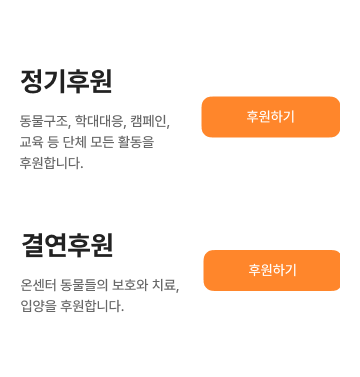 정기후원
동물구조, 학대대응, 캠페인,
교육 등 단체 모든 활동을
후원합니다.
후원하기
결연후원
온센터 동물들의 보호와 치료,
입양을 후원합니다.
후원하기